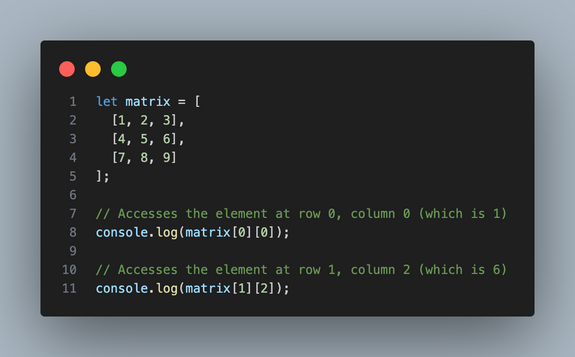 1 let matrix = [
2   [1, 2, 3],
3   [4, 5, 6],
4   [7, 8, 9]
5 ];
6
7 // Accesses the element at row 0, column 0 (which is 1)
8 console.log(matrix[0][0]);
9
10 // Accesses the element at row 1, column 2 (which is 6)
11 console.log(matrix[1][2]);